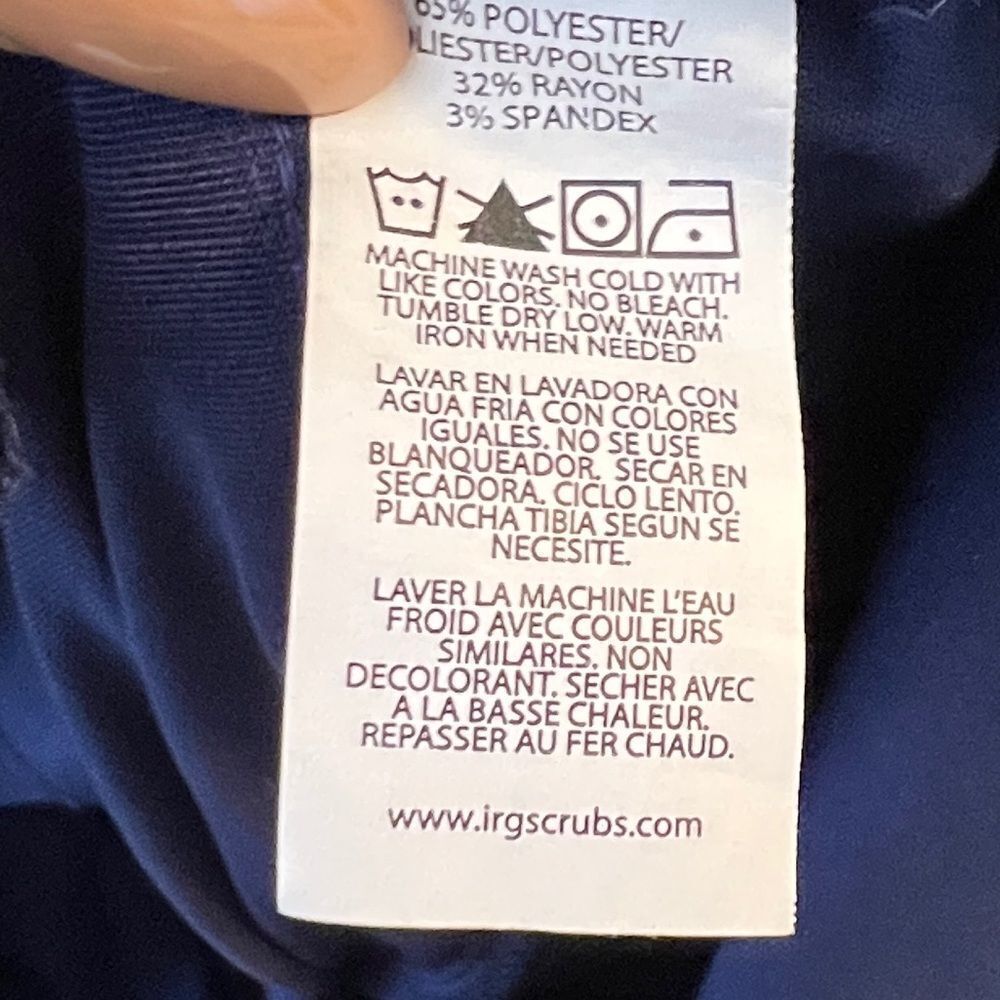 65% POLYESTER/
LIESTER/POLYESTER
32% RAYON
3% SPANDEX
MACHINE WASH COLD WITH
LIKE COLORS. NO BLEACH.
TUMBLE DRY LOW. WARM
IRON WHEN NEEDED
LAVAR EN LAVADORA CON
AGUA FRIA CON COLORES
IGUALES. NO SE USE
BLANQUEADOR. SECAR EN
SECADORA. CICLO LENTO.
PLANCHA TIBIA SEGUN SE
NECESITE.
LAVER LA MACHINE L'EAU
FROID AVEC COULEURS
SIMILARES. NON
DECOLORANT. SECHER AVEC
A LA BASSE CHALEUR.
REPASSER AU FER CHAUD.
www.irgscrubs.com